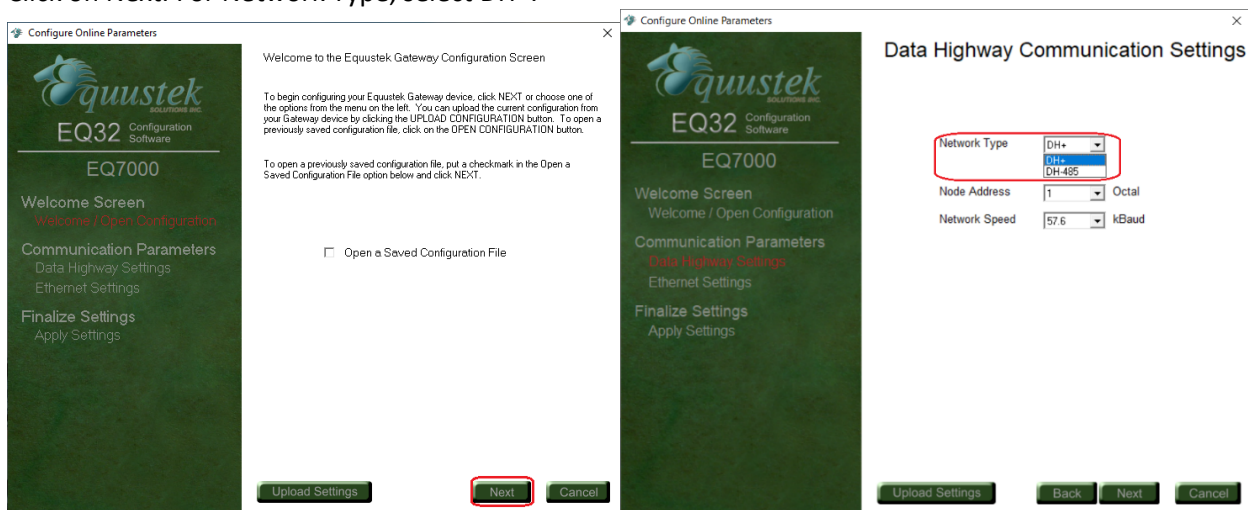 Click on Next. For Network Type, select DH+.
Configure Online Parameters
Equustek
SOLUTIONS INC.
EQ32 Configuration Software
EQ7000
Welcome Screen
Welcome / Open Configuration
Communication Parameters
Data Highway Settings
Ethernet Settings
Finalize Settings
Apply Settings
Welcome to the Equustek Gateway Configuration Screen
To begin configuring your Equustek Gateway device, click NEXT or choose one of
the options from the menu on the left. You can upload the current configuration from
your Gateway device by clicking the UPLOAD CONFIGURATION button. To open a
previously saved configuration file, click on the OPEN CONFIGURATION button.
To open a previously saved configuration file, put a checkmark in the Open a
Saved Configuration File option below and click NEXT.
Open a Saved Configuration File
Upload Settings Next Cancel
Configure Online Parameters
Equustek
SOLUTIONS INC.
EQ32 Configuration Software
EQ7000
Welcome Screen
Welcome / Open Configuration
Communication Parameters
Data Highway Settings
Ethernet Settings
Finalize Settings
Apply Settings
Data Highway Communication Settings
Network Type DH+
DH+
DH-485
Node Address 1 Octal
Network Speed 57.6 kBaud
Upload Settings Back Next Cancel